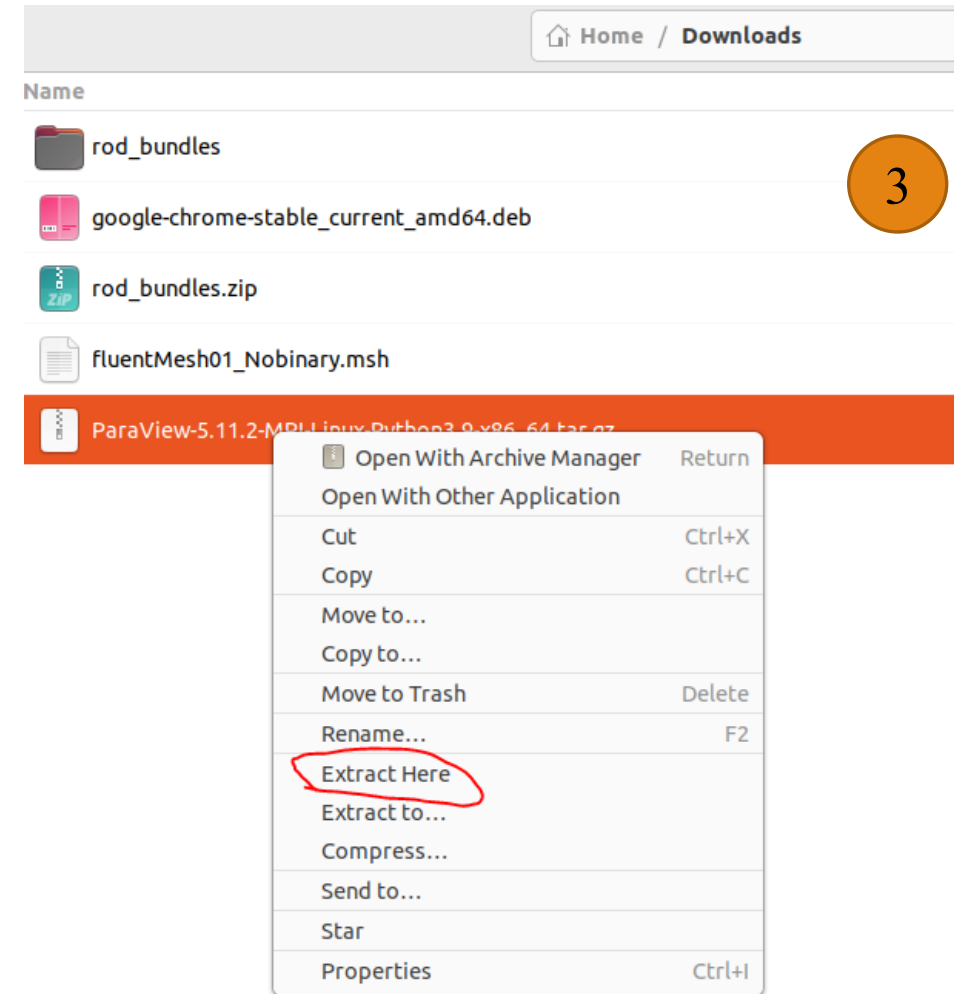 Home / Downloads
Name
rod_bundles
3
google-chrome-stable_current_amd64.deb
ZIP
rod_bundles.zip
fluentMesh01_Nobinary.msh
ParaView-5.11.2-MPI-Linux-Python3.9-x86_64.tar.gz
Open With Archive Manager Return
Open With Other Application
Cut Ctrl+X
Copy Ctrl+C
Move to…
Copy to…
Move to Trash Delete
Rename… F2
Extract Here
Extract to…
Compress…
Send to…
Star
Properties Ctrl+I